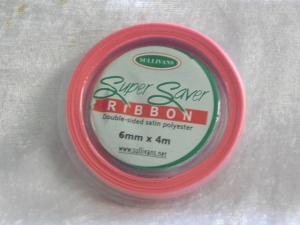 SULLIVANS
Super Saver
RIBBON
Double-sided satin polyester
6mm x 4m
www.sullivans.net